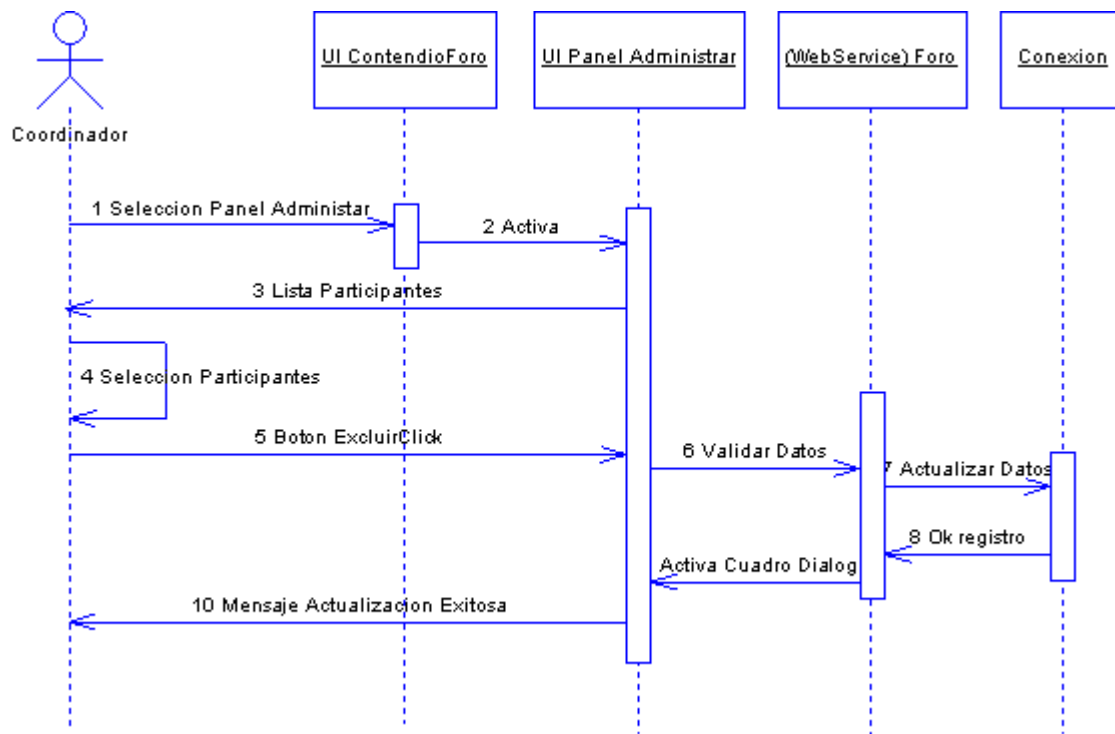 UI ContendioForo
UI Panel Administrar
(WebService) Foro
Conexion
Coordinador
1 Seleccion Panel Administar
2 Activa
3 Lista Participantes
4 Seleccion Participantes
5 Boton ExcluirClick
6 Validar Datos
7 Actualizar Datos
8 Ok registro
Activa Cuadro Dialog
10 Mensaje Actualizacion Exitosa